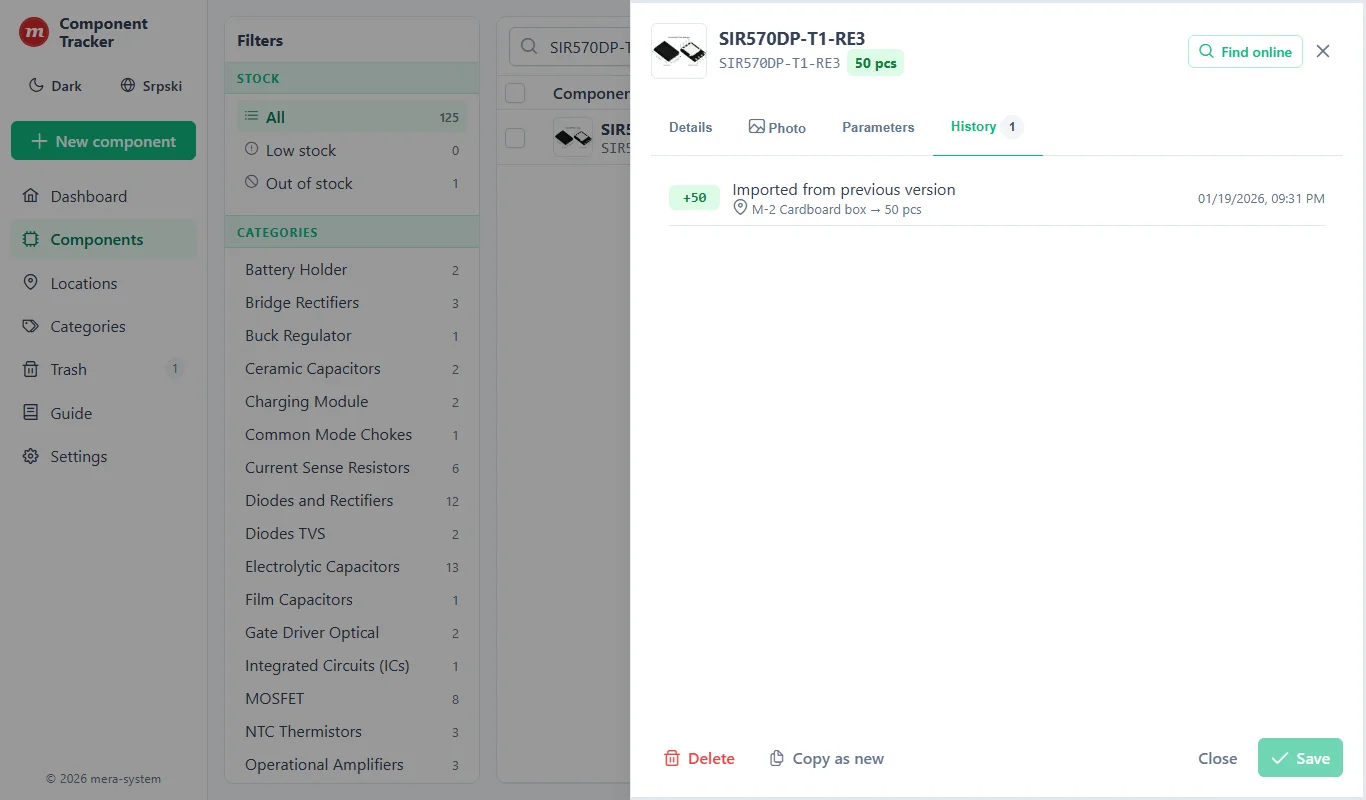 m
Component
Tracker
Dark
Srpski
New component
Dashboard
Components
Locations
Categories
Trash 1
Guide
Settings
© 2026 mera-system
Filters
STOCK
All 125
Low stock 0
Out of stock 1
CATEGORIES
Battery Holder 2
Bridge Rectifiers 3
Buck Regulator 1
Ceramic Capacitors 2
Charging Module 2
Common Mode Chokes 1
Current Sense Resistors 6
Diodes and Rectifiers 12
Diodes TVS 2
Electrolytic Capacitors 13
Film Capacitors 1
Gate Driver Optical 2
Integrated Circuits (ICs) 1
MOSFET 8
NTC Thermistors 3
Operational Amplifiers 3
SIR570DP-T
Componen
SIR5
SIR5
SIR570DP-T1-RE3
SIR570DP-T1-RE3 50 pcs
Find online
Details
Photo
Parameters
History 1
+50
Imported from previous version
M-2 Cardboard box → 50 pcs
01/19/2026, 09:31 PM
Delete
Copy as new
Close
Save